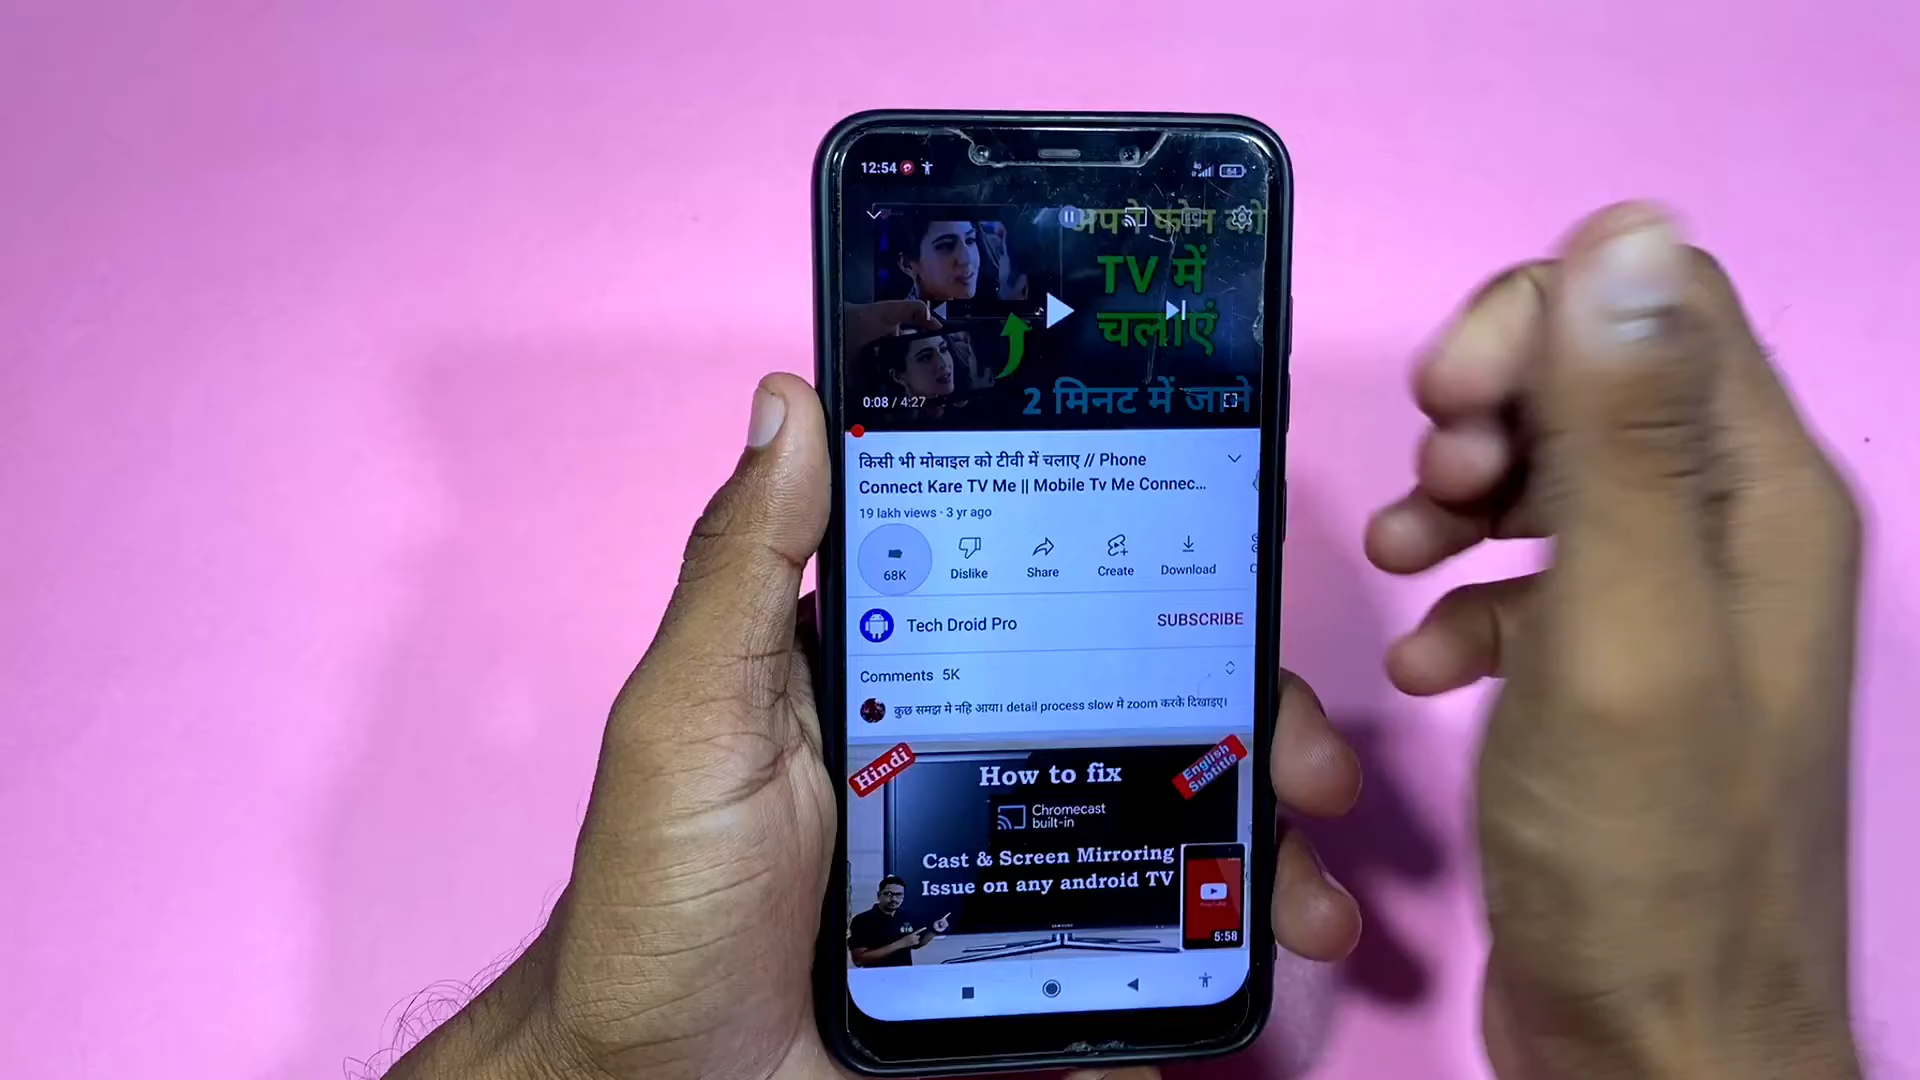 12:54
64
अपने फोन को
TV में
चलाएं
0:08 / 4:27
2 मिनट में जाने
किसी भी मोबाइल को टीवी में चलाए // Phone
Connect Kare TV Me || Mobile Tv Me Connec...
19 lakh views · 3 yr ago
68K
Dislike
Share
Create
Download
Tech Droid Pro
SUBSCRIBE
Comments 5K
कुछ समझ मे नहि आया। detail process slow मे zoom करके दिखाइए।
Hindi
How to fix
English
Subtitle
Chromecast
built-in
Cast & Screen Mirroring
Issue on any android TV
5:58